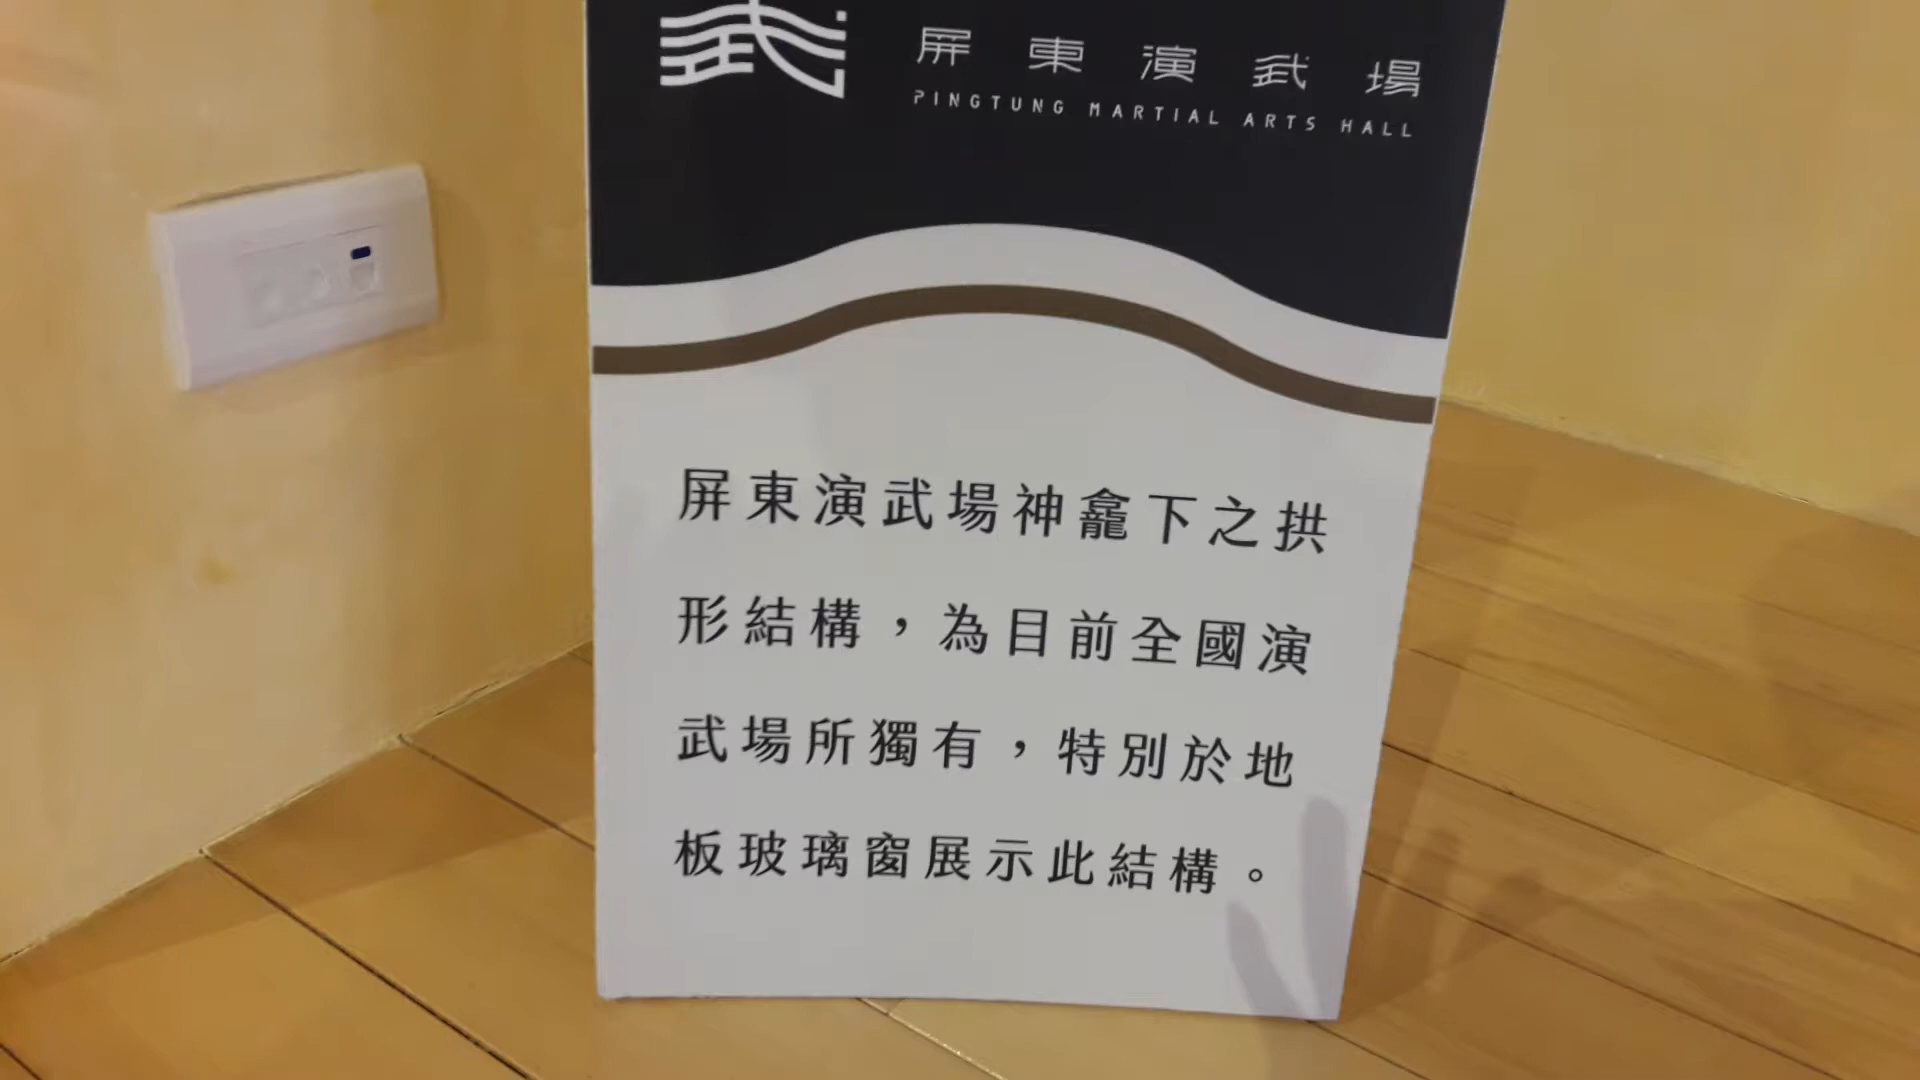 武
屏東演武場
PINGTUNG MARTIAL ARTS HALL
屏東演武場神龕下之拱
形結構，為目前全國演
武場所獨有，特別於地
板玻璃窗展示此結構。